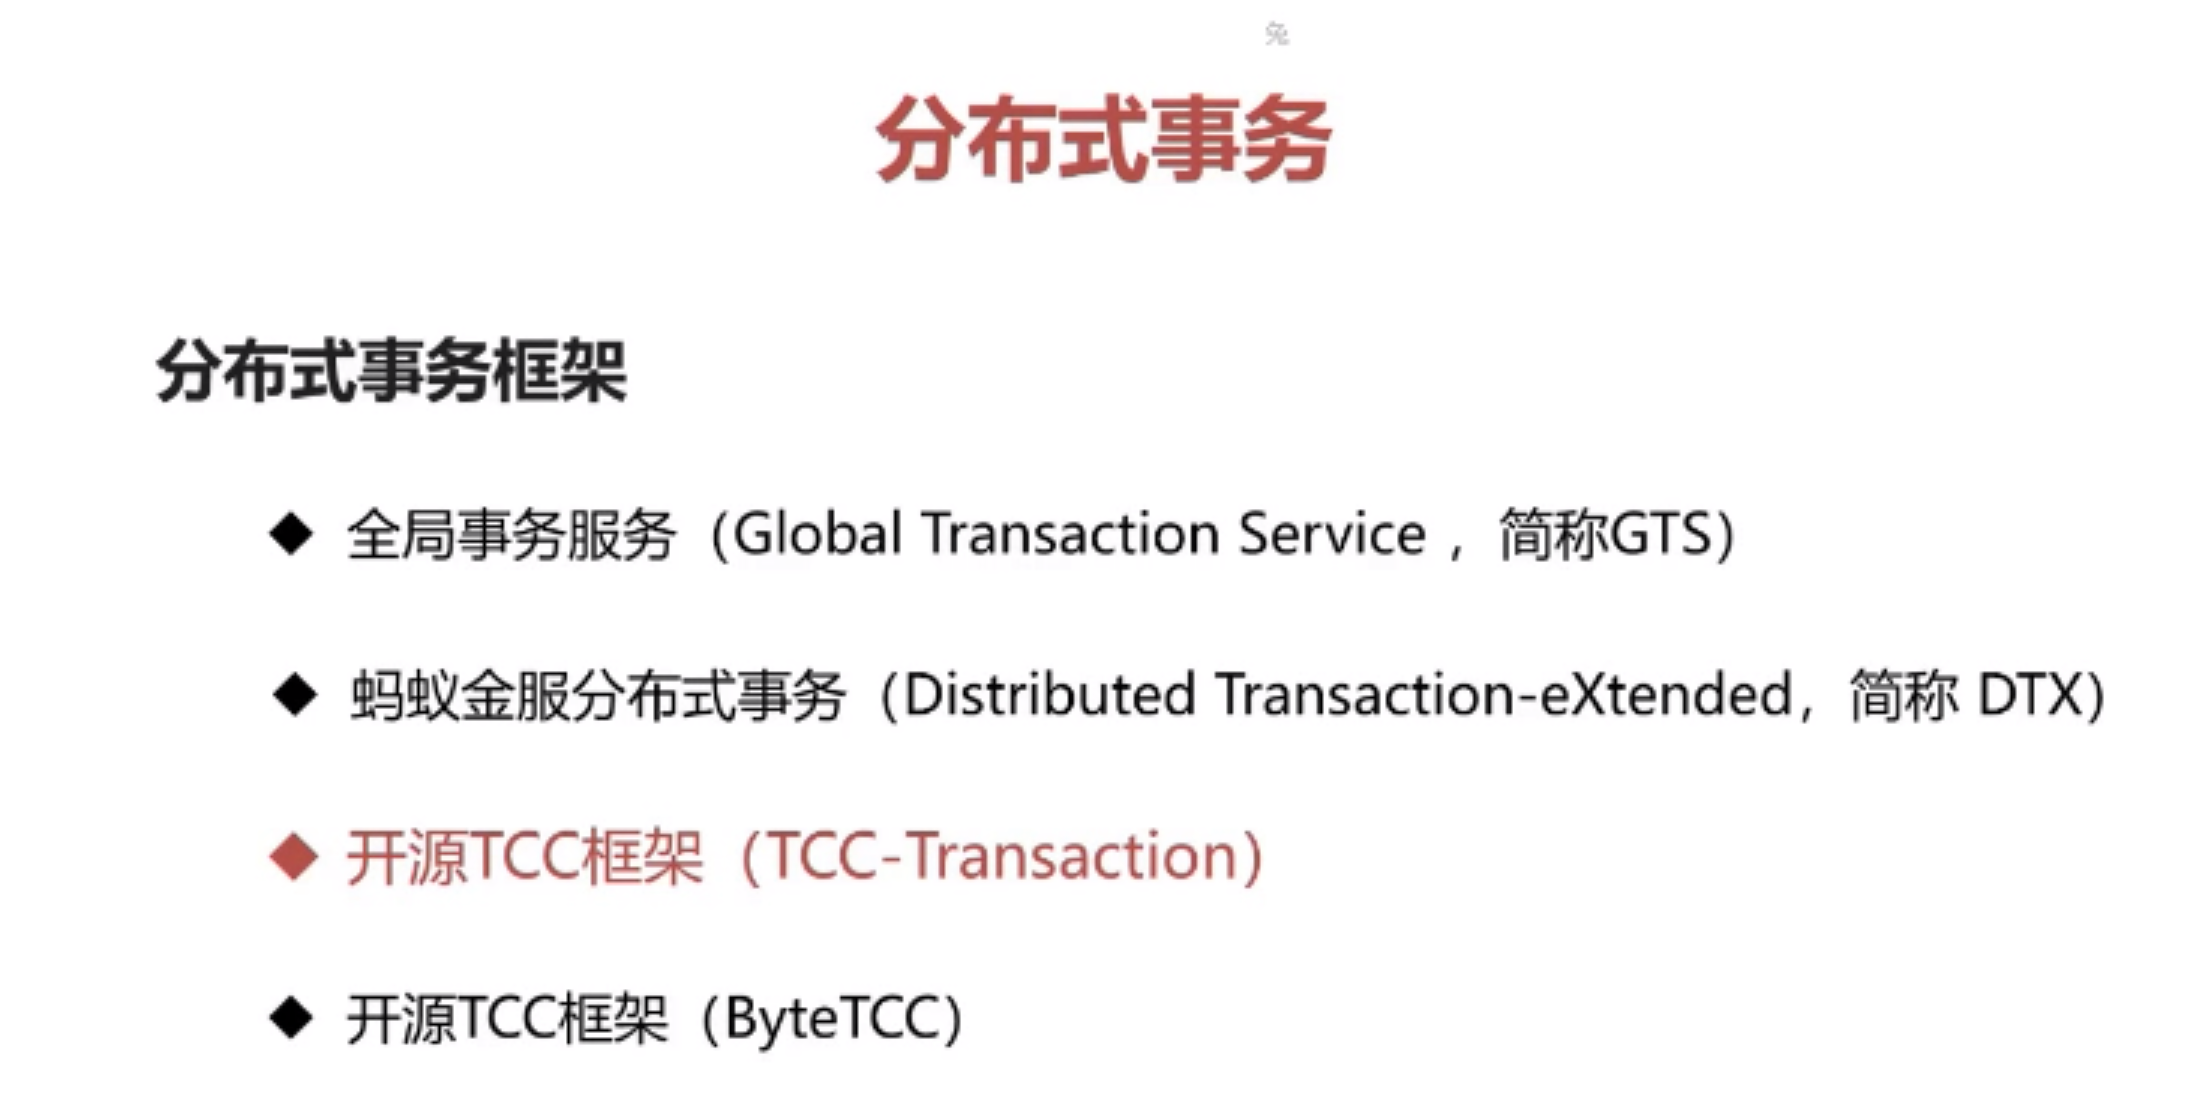 分布式事务
分布式事务框架
◆ 全局事务服务（Global Transaction Service ，简称GTS）
◆ 蚂蚁金服分布式事务（Distributed Transaction-eXtended，简称 DTX）
◆ 开源TCC框架（TCC-Transaction）
◆ 开源TCC框架（ByteTCC）